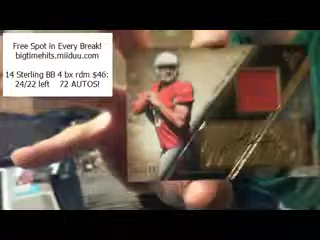 Free Spot in Every Break!
bigtimehits.miiduu.com
14 Sterling BB 4 bx rdm $46:
24/22 left 72 AUTOS!